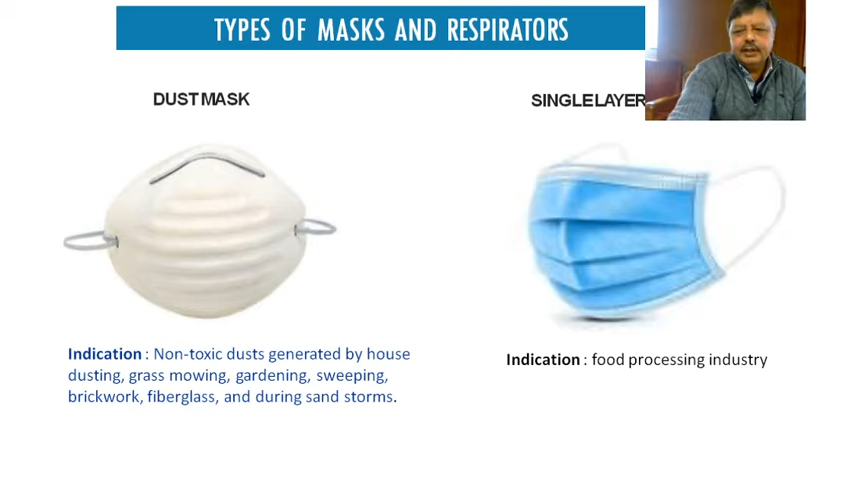 TYPES OF MASKS AND RESPIRATORS
DUST MASK
SINGLE LAYER
Indication : Non-toxic dusts generated by house
dusting, grass mowing, gardening, sweeping,
brickwork, fiberglass, and during sand storms.
Indication : food processing industry